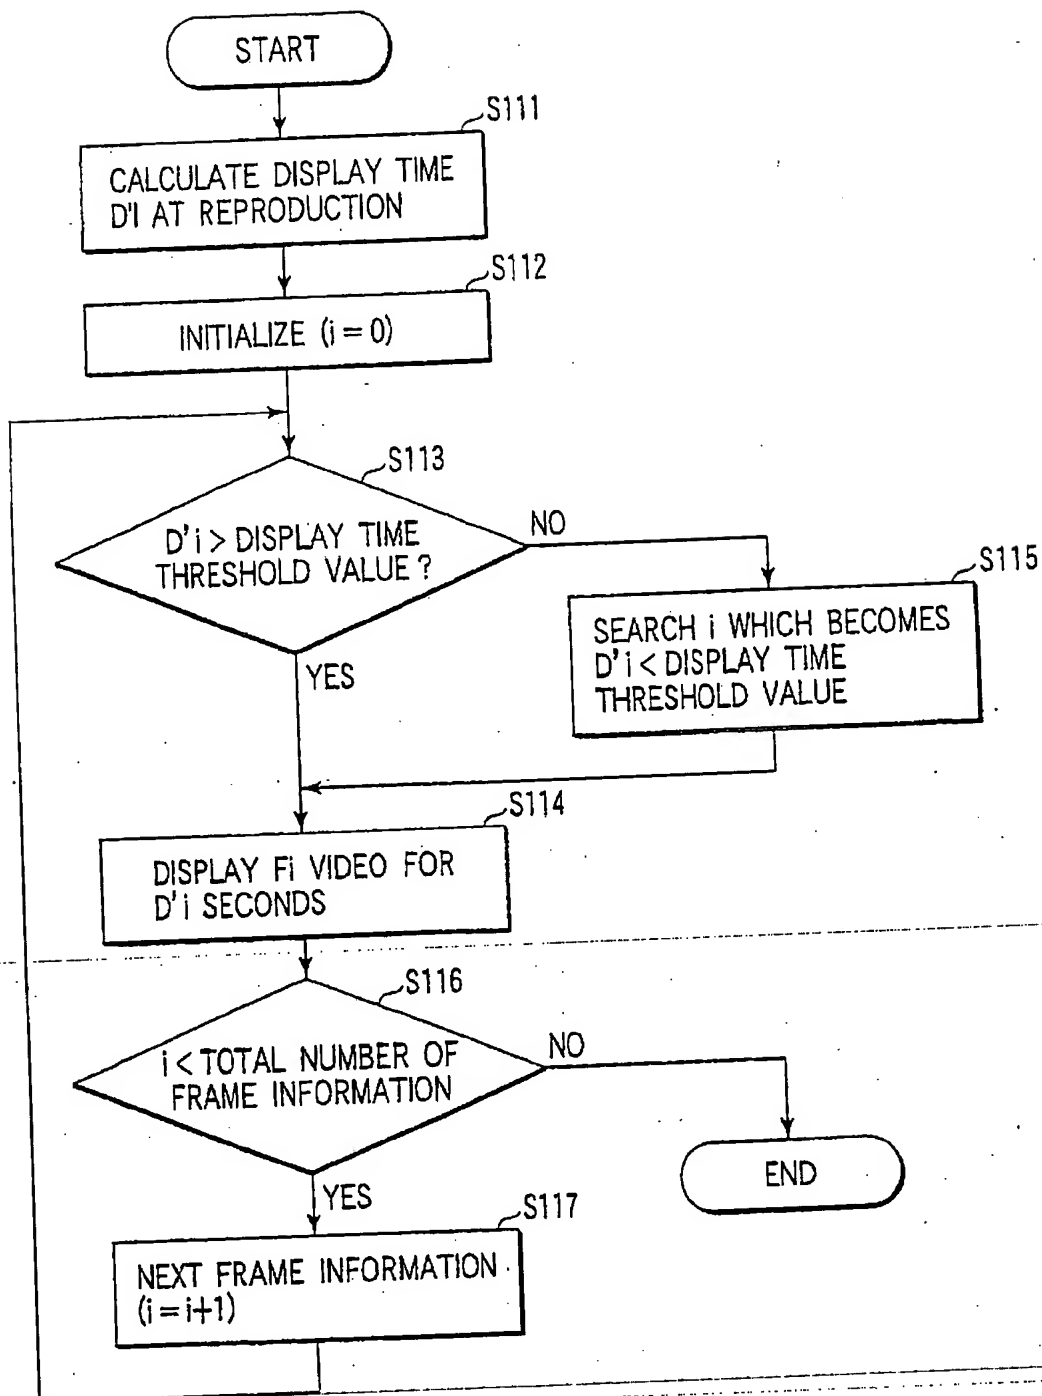 START
S111
CALCULATE DISPLAY TIME
D'I AT REPRODUCTION
S112
INITIALIZE (i = 0)
S113
D'i > DISPLAY TIME
THRESHOLD VALUE ?
NO
YES
S115
SEARCH i WHICH BECOMES
D'i < DISPLAY TIME
THRESHOLD VALUE
S114
DISPLAY Fi VIDEO FOR
D'i SECONDS
S116
i < TOTAL NUMBER OF
FRAME INFORMATION
NO
END
YES
S117
NEXT FRAME INFORMATION
(i = i+1)